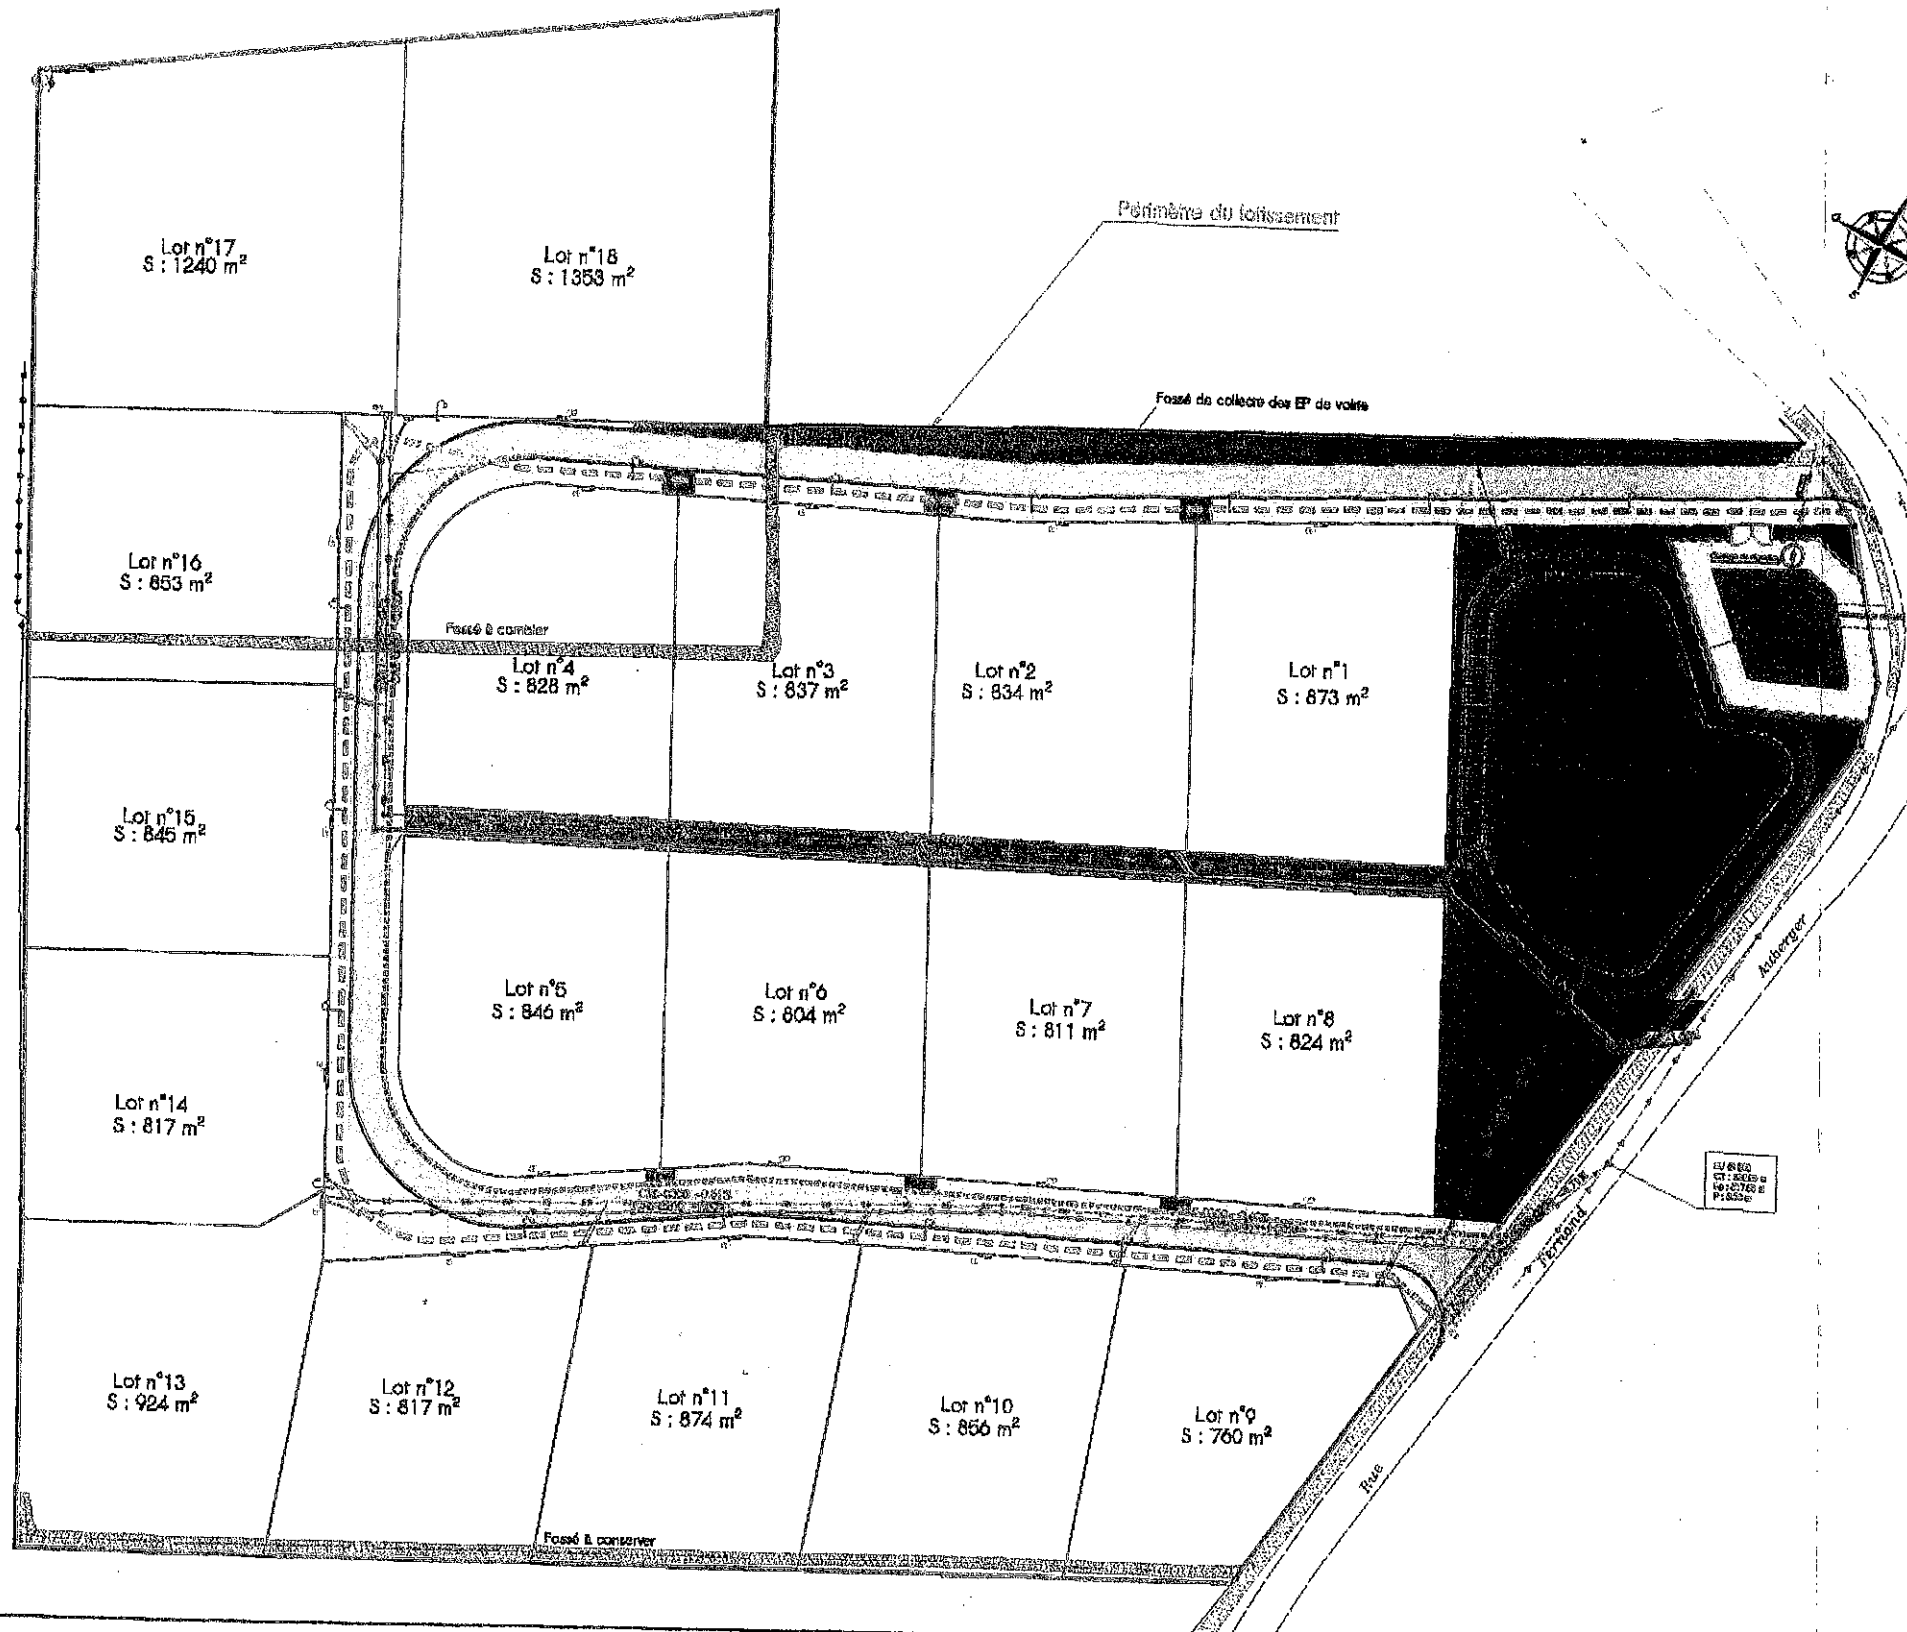 Périmètre du lotissement
Lot n°17
S : 1240 m²
Lot n°18
S : 1353 m²
Fossé de collecte des EP de voirie
Lot n°16
S : 853 m²
Fossé à combler
Lot n°4
S : 828 m²
Lot n°3
S : 837 m²
Lot n°2
S : 834 m²
Lot n°1
S : 873 m²
Lot n°15
S : 845 m²
Lot n°5
S : 846 m²
Lot n°6
S : 804 m²
Lot n°7
S : 811 m²
Lot n°8
S : 824 m²
Lot n°14
S : 817 m²
Lot n°13
S : 924 m²
Lot n°12
S : 817 m²
Lot n°11
S : 874 m²
Lot n°10
S : 856 m²
Lot n°9
S : 760 m²
Fossé à conserver
Rue
Fernand
Auberger